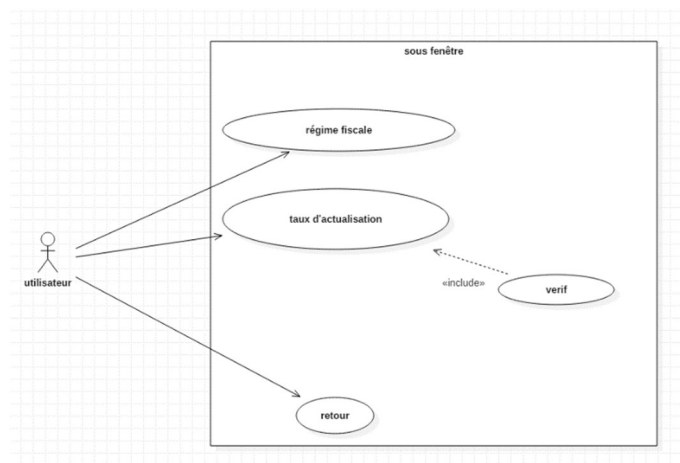 sous fenêtre
régime fiscale
taux d'actualisation
utilisateur
«include»
verif
retour